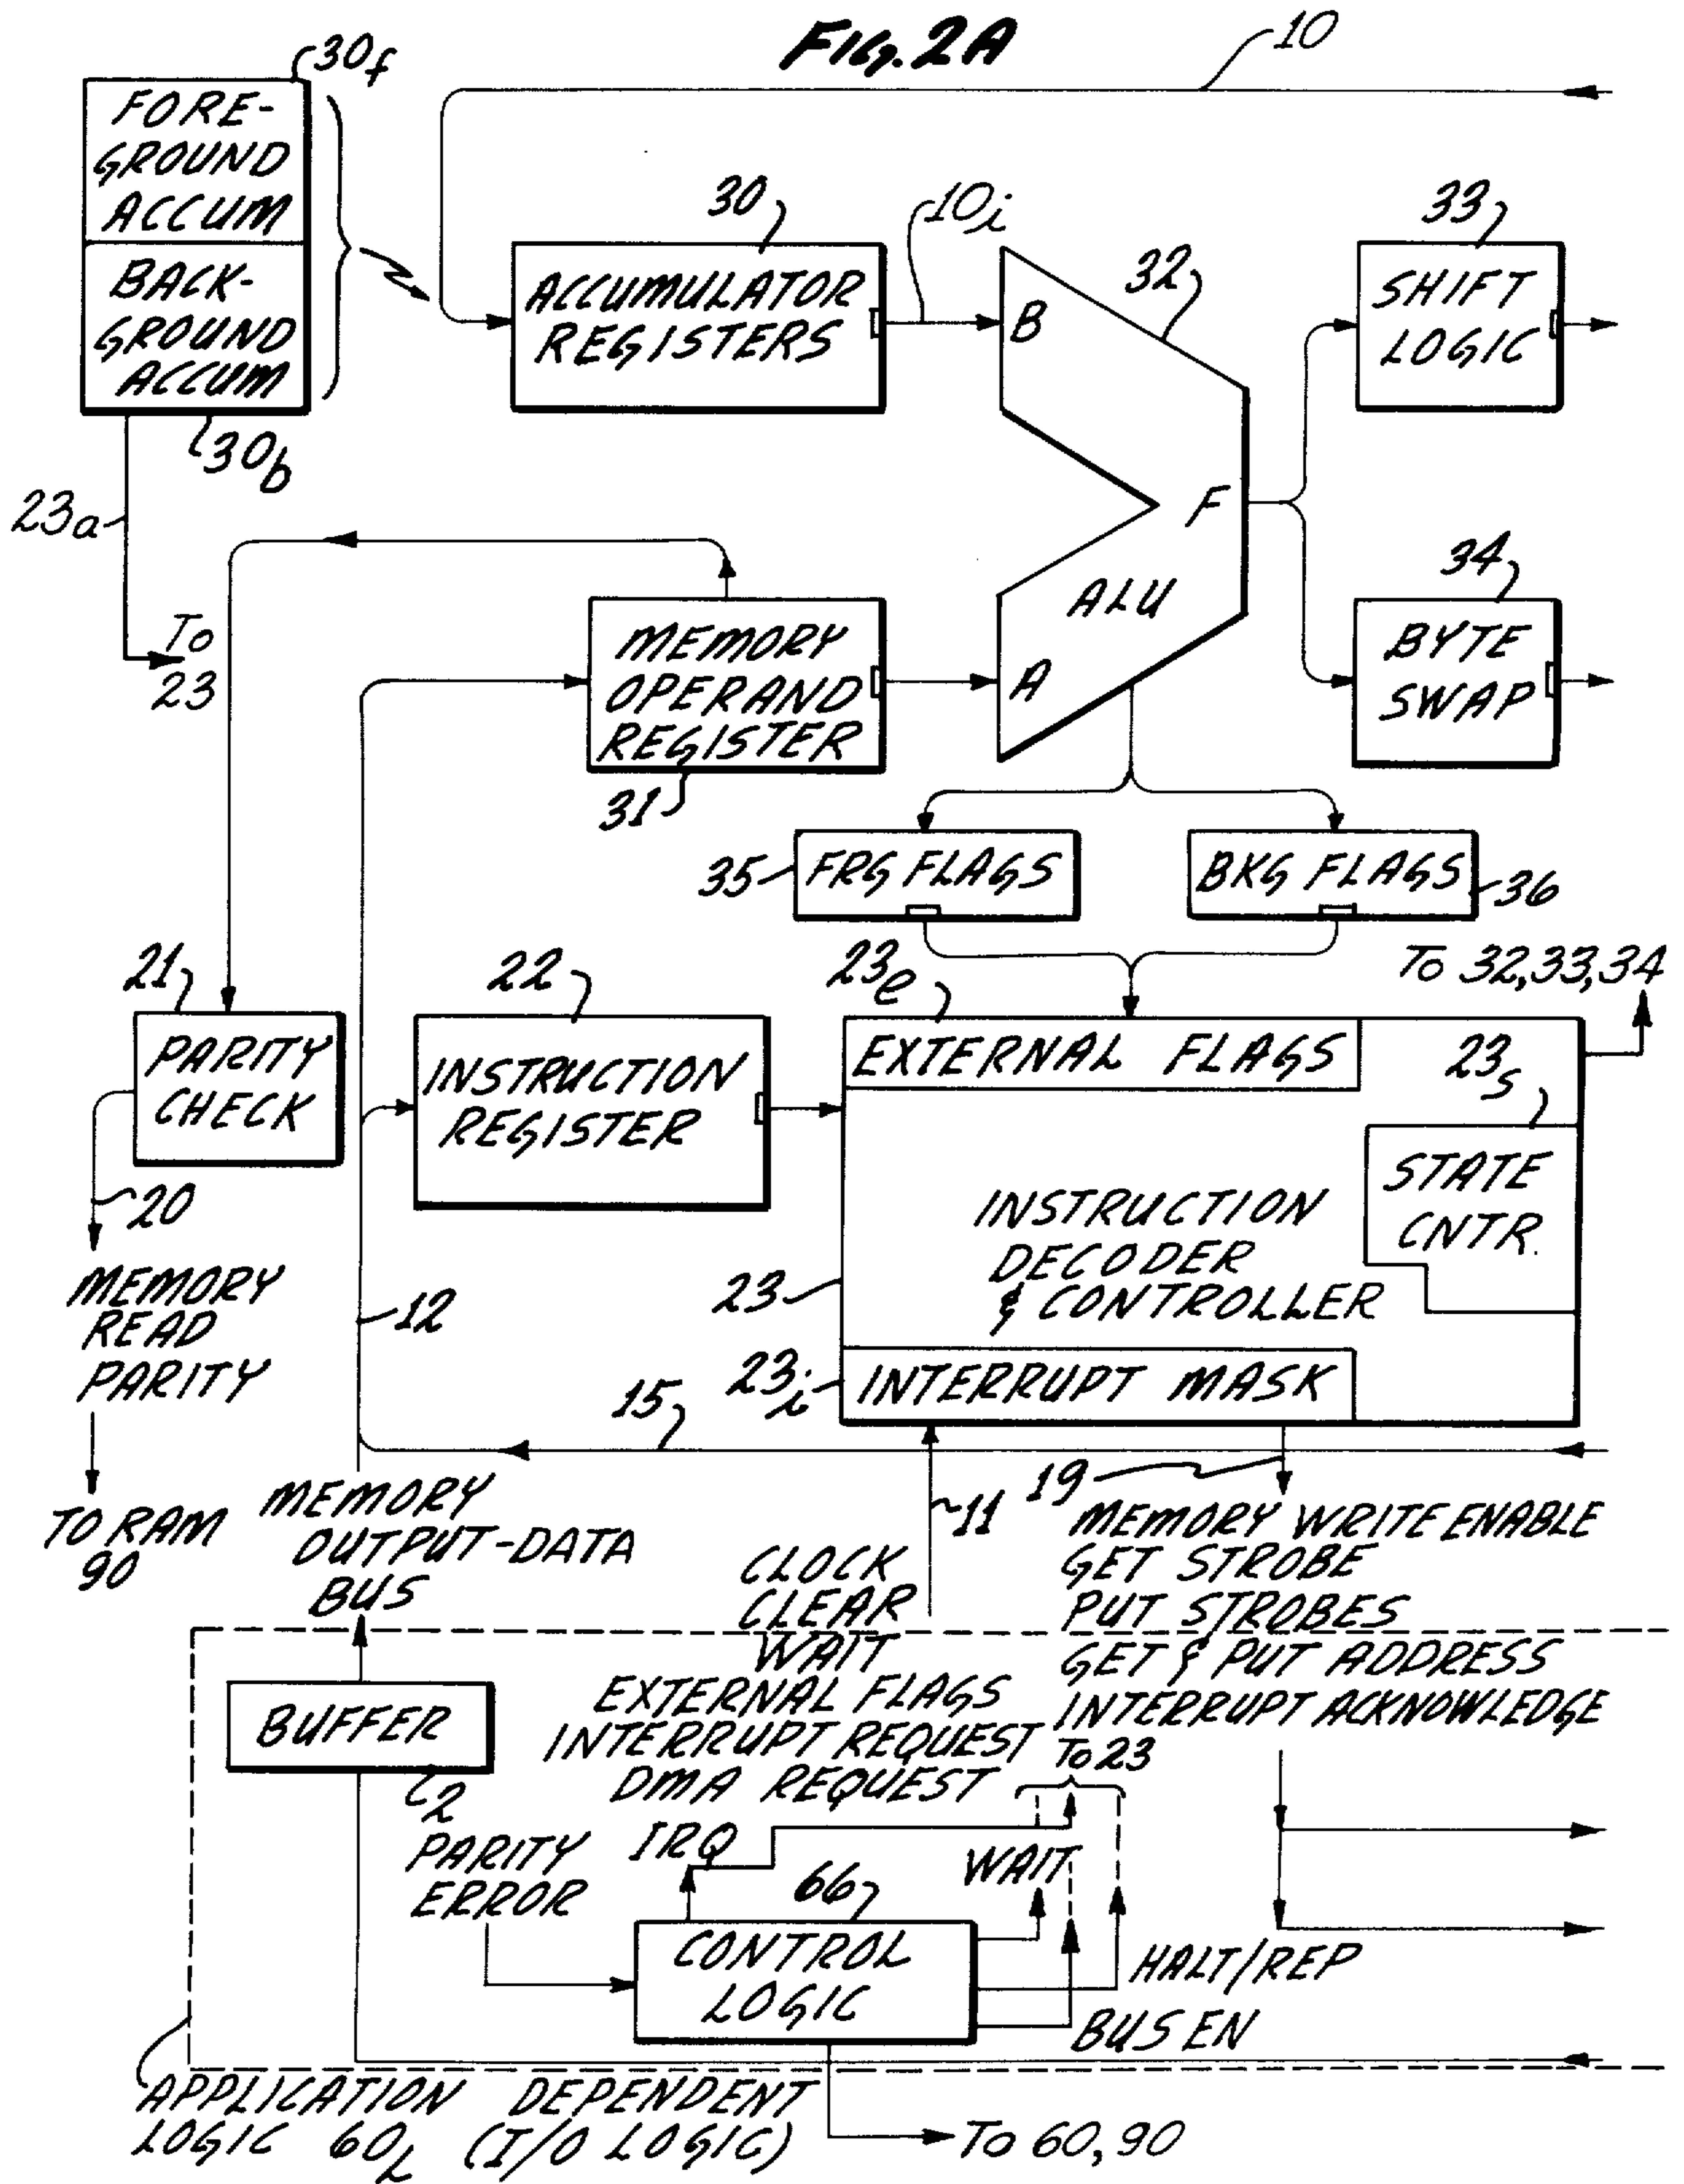 FIG. 2A
10
30f
FORE-
GROUND
ACCUM
BACK-
GROUND
ACCUM
30b
23a
To
23
30
ACCUMULATOR
REGISTERS
10i
32
B
F
ALU
A
33
SHIFT
LOGIC
34
BYTE
SWAP
MEMORY
OPERAND
REGISTER
31
35
FRG FLAGS
BKG FLAGS
36
21
PARITY
CHECK
20
MEMORY
READ
PARITY
TO RAM
90
22
INSTRUCTION
REGISTER
23e
EXTERNAL FLAGS
To 32,33,34
23s
STATE
CNTR.
INSTRUCTION
DECODER
& CONTROLLER
23
23i
INTERRUPT MASK
12
15
11
19
MEMORY
OUTPUT-DATA
BUS
CLOCK
CLEAR
WAIT
EXTERNAL FLAGS
INTERRUPT REQUEST
DMA REQUEST
MEMORY WRITE ENABLE
GET STROBE
PUT STROBES
GET & PUT ADDRESS
INTERRUPT ACKNOWLEDGE
BUFFER
2
To 23
PARITY
ERROR
IRQ
WAIT
66
CONTROL
LOGIC
HALT/REP
BUS EN
APPLICATION DEPENDENT
LOGIC 60L (I/O LOGIC)
To 60,90